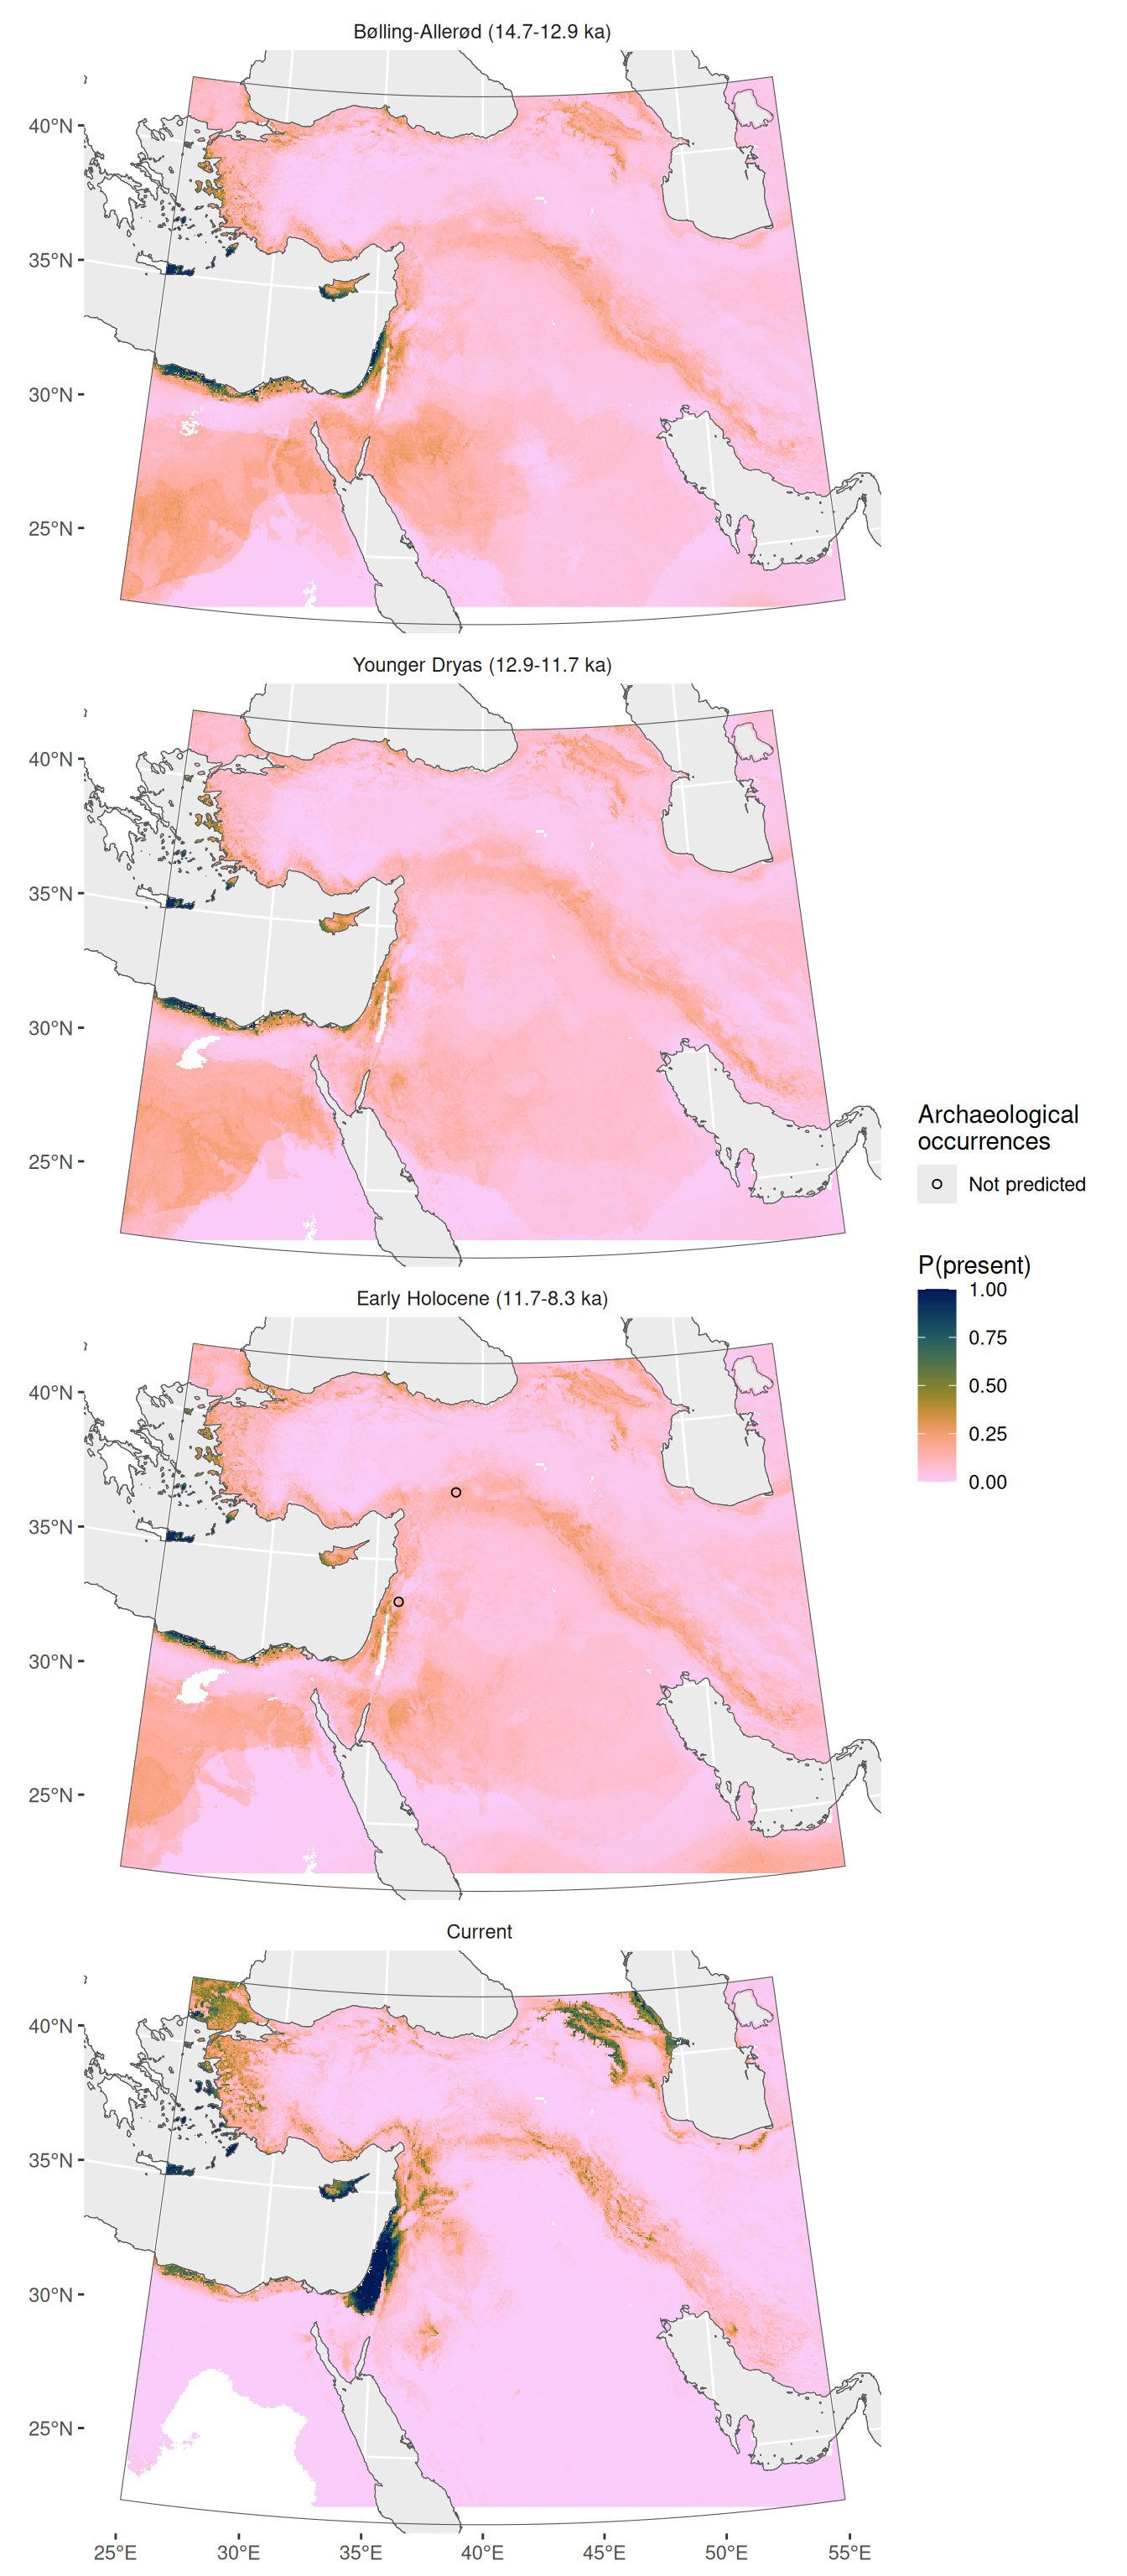 Bølling-Allerød (14.7-12.9 ka)
40°N
35°N
30°N
25°N
Younger Dryas (12.9-11.7 ka)
40°N
35°N
30°N
25°N
Archaeological
occurrences
Not predicted
P(present)
1.00
0.75
0.50
0.25
0.00
Early Holocene (11.7-8.3 ka)
40°N
35°N
30°N
25°N
Current
40°N
35°N
30°N
25°N
25°E 30°E 35°E 40°E 45°E 50°E 55°E